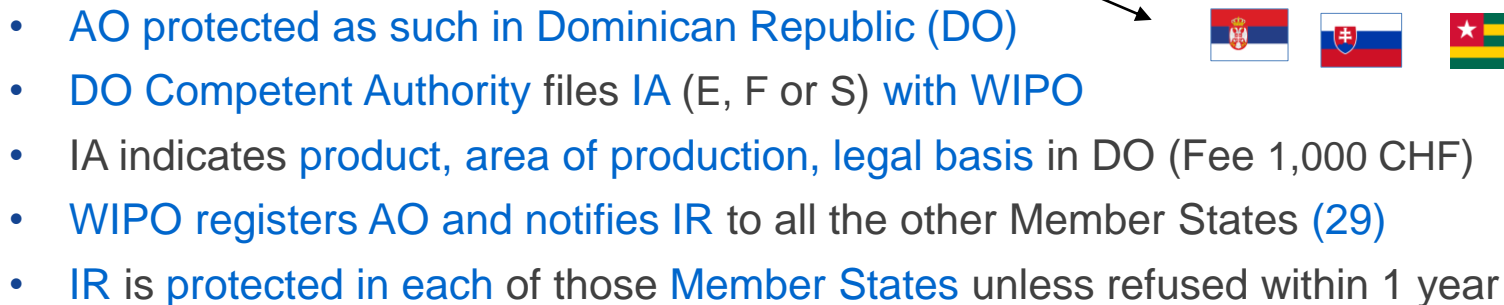 • AO protected as such in Dominican Republic (DO)
• DO Competent Authority files IA (E, F or S) with WIPO
• IA indicates product, area of production, legal basis in DO (Fee 1,000 CHF)
• WIPO registers AO and notifies IR to all the other Member States (29)
• IR is protected in each of those Member States unless refused within 1 year